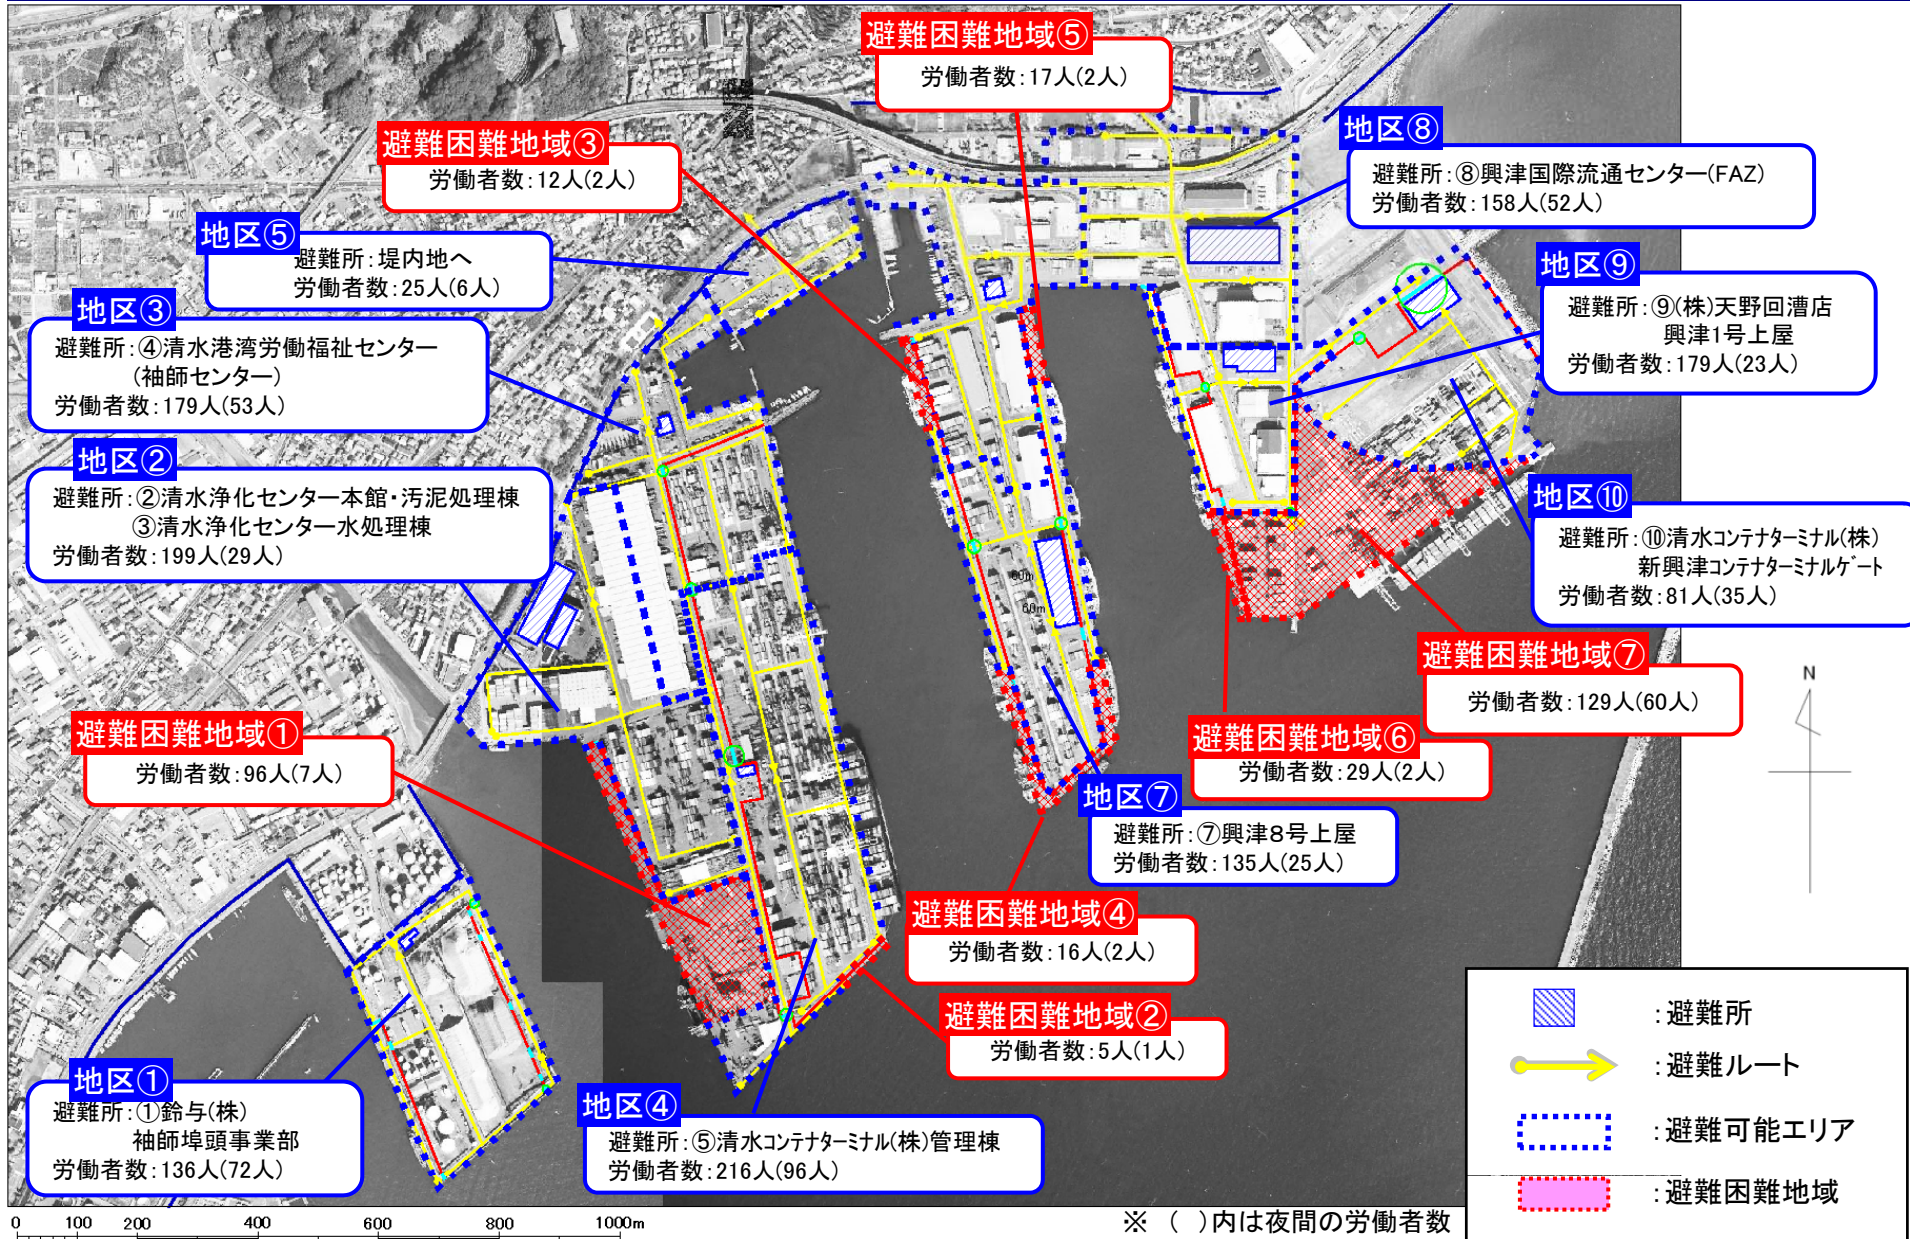 避難困難地域⑤
労働者数:17人(2人)
地区⑧
避難所:⑧興津国際流通センター(FAZ)
労働者数:158人(52人)
避難困難地域③
労働者数:12人(2人)
地区⑤
避難所:堤内地へ
労働者数:25人(6人)
地区⑨
避難所:⑨(株)天野回漕店
興津1号上屋
労働者数:179人(23人)
地区③
避難所:④清水港湾労働福祉センター
(袖師センター)
労働者数:179人(53人)
地区②
避難所:②清水浄化センター本館・汚泥処理棟
③清水浄化センター水処理棟
労働者数:199人(29人)
地区⑩
避難所:⑩清水コンテナターミナル(株)
新興津コンテナターミナルゲート
労働者数:81人(35人)
60m
60m
避難困難地域⑦
労働者数:129人(60人)
避難困難地域①
労働者数:96人(7人)
避難困難地域⑥
労働者数:29人(2人)
地区⑦
避難所:⑦興津8号上屋
労働者数:135人(25人)
避難困難地域④
労働者数:16人(2人)
避難困難地域②
労働者数:5人(1人)
地区①
避難所:①鈴与(株)
袖師埠頭事業部
労働者数:136人(72人)
地区④
避難所:⑤清水コンテナターミナル(株)管理棟
労働者数:216人(96人)
N
:避難所
:避難ルート
:避難可能エリア
:避難困難地域
0 100 200 400 600 800 1000m
※ ( )内は夜間の労働者数